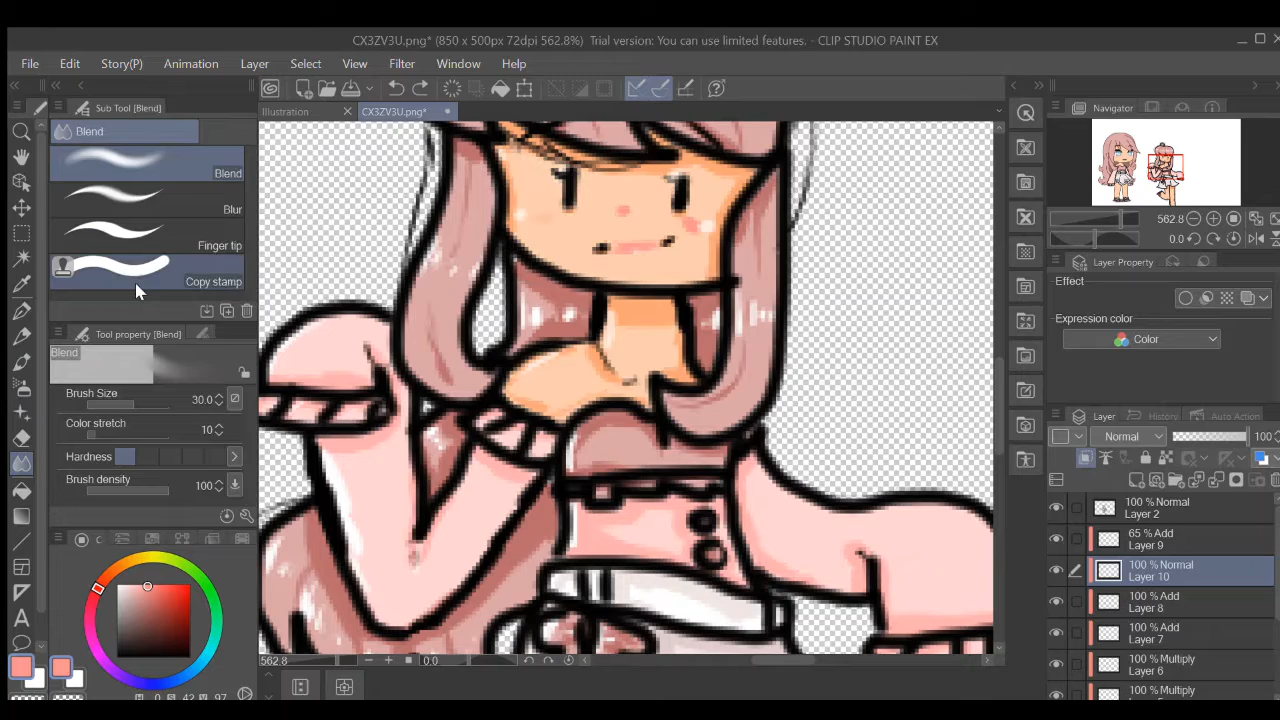 CX3ZV3U.png* (850 x 500px 72dpi 562.8%) Trial version: You can use limited features. - CLIP STUDIO PAINT EX
File Edit Story(P) Animation Layer Select View Filter Window Help
Sub Tool [Blend]
Illustration CX3ZV3U.png*
Navigator
Blend
Blend
Blur
Finger tip
Copy stamp
562.8
0.0
Layer Property
Effect
Expression color
Color
Tool property [Blend]
Blend
Brush Size 30.0
Color stretch 10
Hardness
Brush density 100
Layer History Auto Action
Normal 100
100 % Normal
Layer 2
65 % Add
Layer 9
100 % Normal
Layer 10
100 % Add
Layer 8
100 % Add
Layer 7
100 % Multiply
Layer 6
100 % Multiply
562.8 0:0
A
0 S 42 V 97